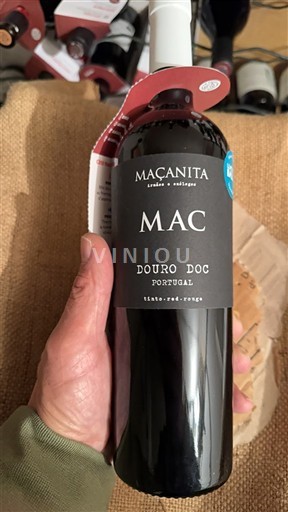 MAÇANITA
irmãos e enólogos
MAC
VINIOU
DOURO DOC
PORTUGAL
tinto-red-rouge